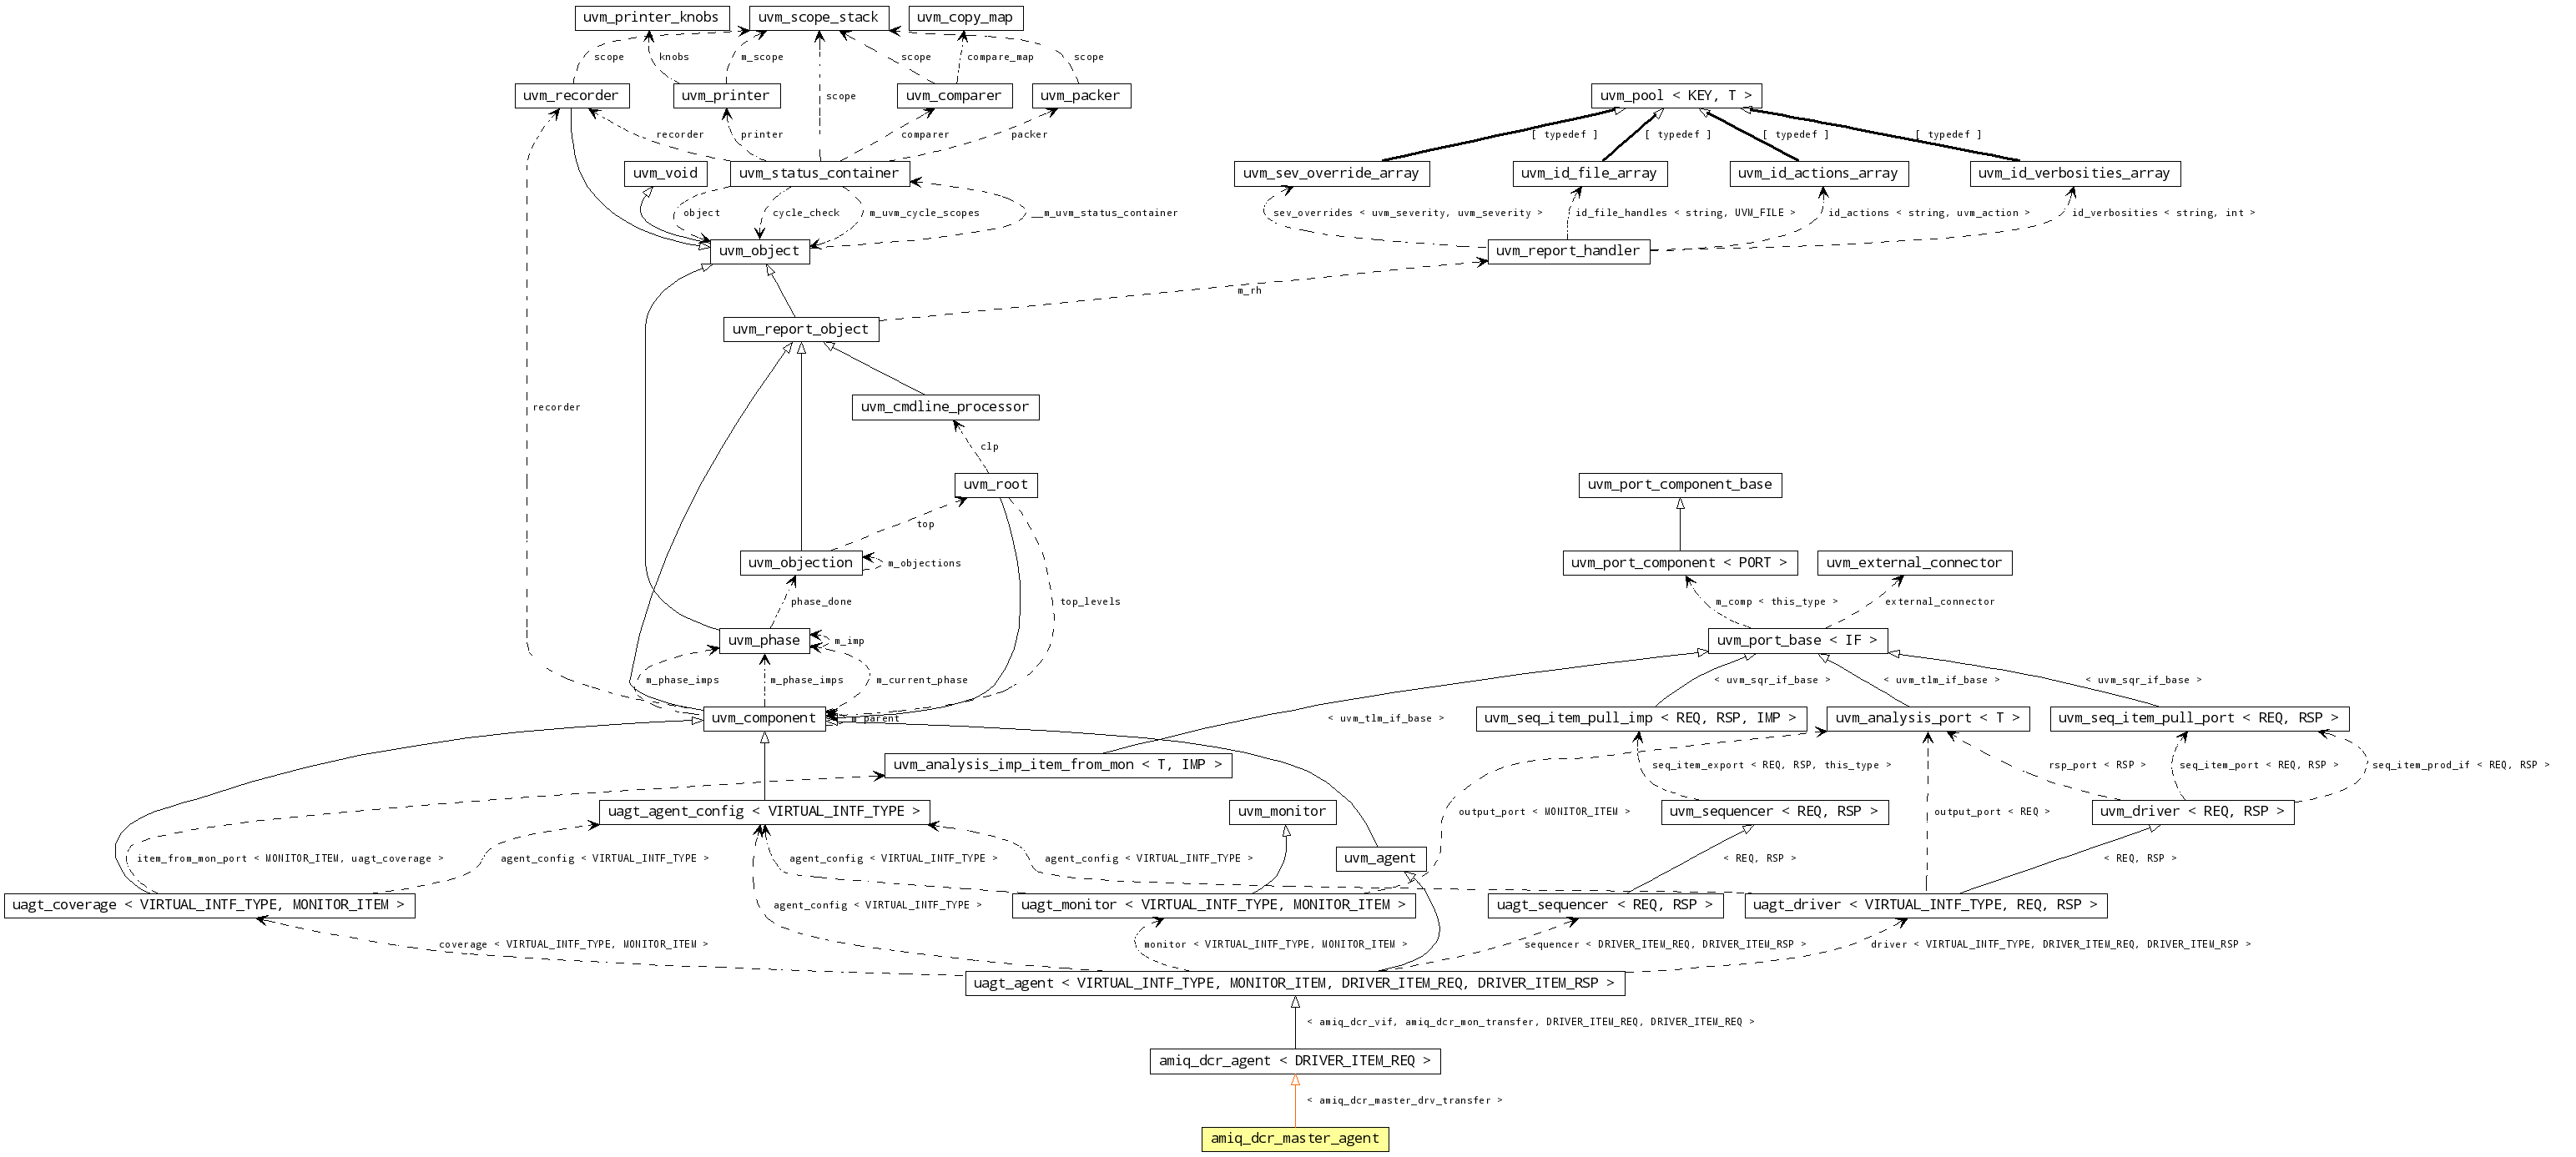 uvm_printer_knobs
uvm_scope_stack
uvm_copy_map
scope
knobs
m_scope
scope
compare_map
scope
uvm_recorder
uvm_printer
scope
uvm_comparer
uvm_packer
uvm_pool < KEY, T >
recorder
printer
comparer
packer
[ typedef ]
[ typedef ]
[ typedef ]
[ typedef ]
uvm_void
uvm_status_container
uvm_sev_override_array
uvm_id_file_array
uvm_id_actions_array
uvm_id_verbosities_array
object
cycle_check
m_uvm_cycle_scopes
__m_uvm_status_container
sev_overrides < uvm_severity, uvm_severity >
id_file_handles < string, UVM_FILE >
id_actions < string, uvm_action >
id_verbosities < string, int >
uvm_object
uvm_report_handler
m_rh
uvm_report_object
recorder
uvm_cmdline_processor
clp
uvm_root
uvm_port_component_base
top
uvm_objection
m_objections
uvm_port_component < PORT >
uvm_external_connector
phase_done
top_levels
m_comp < this_type >
external_connector
uvm_phase
m_imp
uvm_port_base < IF >
m_phase_imps
m_phase_imps
m_current_phase
< uvm_sqr_if_base >
< uvm_tlm_if_base >
< uvm_sqr_if_base >
uvm_component
m_parent
< uvm_tlm_if_base >
uvm_seq_item_pull_imp < REQ, RSP, IMP >
uvm_analysis_port < T >
uvm_seq_item_pull_port < REQ, RSP >
uvm_analysis_imp_item_from_mon < T, IMP >
seq_item_export < REQ, RSP, this_type >
rsp_port < RSP >
seq_item_port < REQ, RSP >
seq_item_prod_if < REQ, RSP >
uagt_agent_config < VIRTUAL_INTF_TYPE >
uvm_monitor
output_port < MONITOR_ITEM >
uvm_sequencer < REQ, RSP >
output_port < REQ >
uvm_driver < REQ, RSP >
item_from_mon_port < MONITOR_ITEM, uagt_coverage >
agent_config < VIRTUAL_INTF_TYPE >
agent_config < VIRTUAL_INTF_TYPE >
agent_config < VIRTUAL_INTF_TYPE >
uvm_agent
< REQ, RSP >
< REQ, RSP >
uagt_coverage < VIRTUAL_INTF_TYPE, MONITOR_ITEM >
agent_config < VIRTUAL_INTF_TYPE >
uagt_monitor < VIRTUAL_INTF_TYPE, MONITOR_ITEM >
uagt_sequencer < REQ, RSP >
uagt_driver < VIRTUAL_INTF_TYPE, REQ, RSP >
coverage < VIRTUAL_INTF_TYPE, MONITOR_ITEM >
monitor < VIRTUAL_INTF_TYPE, MONITOR_ITEM >
sequencer < DRIVER_ITEM_REQ, DRIVER_ITEM_RSP >
driver < VIRTUAL_INTF_TYPE, DRIVER_ITEM_REQ, DRIVER_ITEM_RSP >
uagt_agent < VIRTUAL_INTF_TYPE, MONITOR_ITEM, DRIVER_ITEM_REQ, DRIVER_ITEM_RSP >
< amiq_dcr_vif, amiq_dcr_mon_transfer, DRIVER_ITEM_REQ, DRIVER_ITEM_REQ >
amiq_dcr_agent < DRIVER_ITEM_REQ >
< amiq_dcr_master_drv_transfer >
amiq_dcr_master_agent